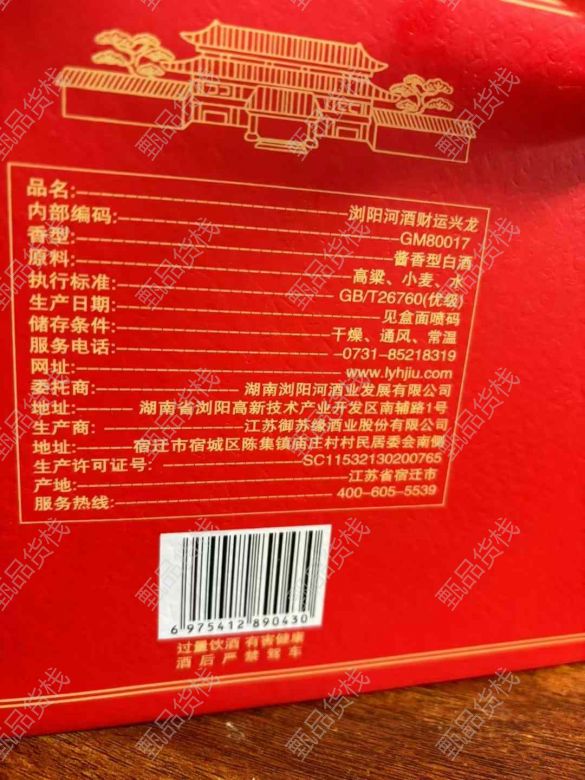 品名:浏阳河酒财运兴龙
内部编码:GM80017
香型:酱香型白酒
原料:高粱、小麦、水
执行标准:GB/T26760(优级)
生产日期:见盒面喷码
储存条件:干燥、通风、常温
服务电话:0731-85218319
网址:www.lyhjiu.com
委托商:湖南浏阳河酒业发展有限公司
地址:湖南省浏阳高新技术产业开发区南辅路1号
生产商:江苏御苏缘酒业股份有限公司
地址:宿迁市宿城区陈集镇庙庄村村民居委会南侧
生产许可证号:SC11532130200765
产地:江苏省宿迁市
服务热线:400-605-5539
6 975412 890430
过量饮酒 有害健康
酒后严禁驾车
甄品货栈